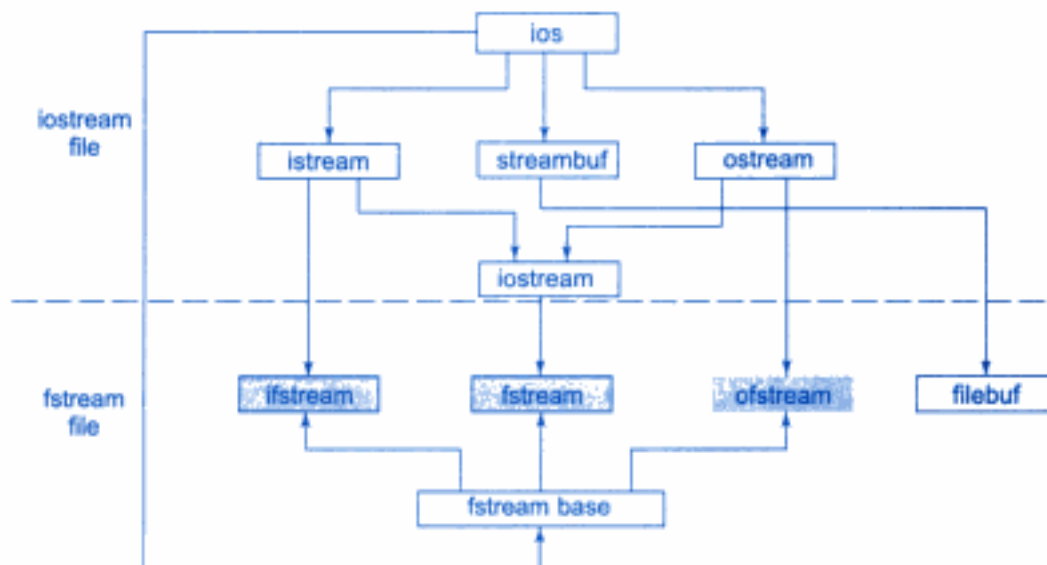 ios
iostream
file
istream
streambuf
ostream
iostream
fstream
file
ifstream
fstream
ofstream
filebuf
fstream base